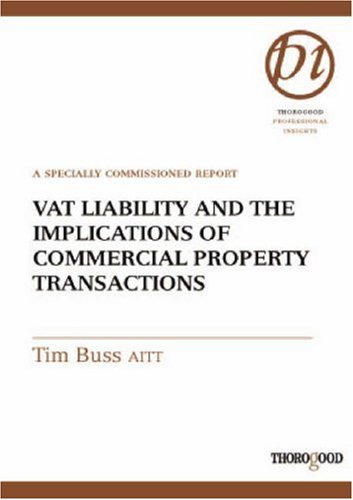 pi
THOROGOOD
PROFESSIONAL
INSIGHTS
A SPECIALLY COMMISSIONED REPORT
VAT LIABILITY AND THE
IMPLICATIONS OF
COMMERCIAL PROPERTY
TRANSACTIONS
Tim Buss AITT
THOROgOOD